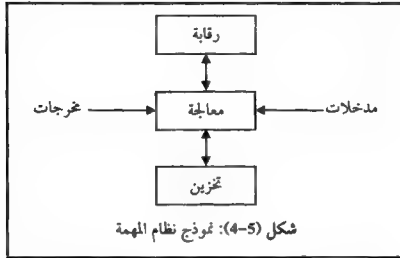 رقابة
مدخلات
معالجة
مخرجات
تخزين
شكل (5-4): نموذج نظام المهمة